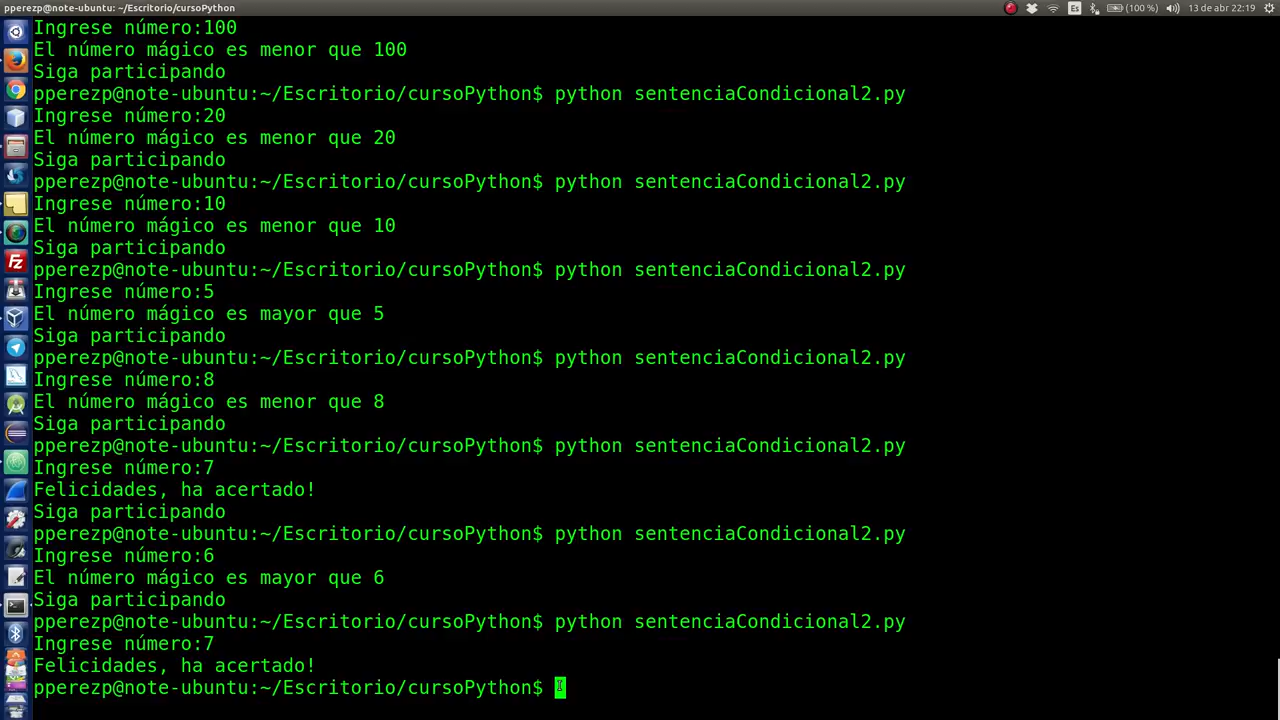 pperezp@note-ubuntu: ~/Escritorio/cursoPython
Es
(100 %)
13 de abr 22:19
Ingrese número:100
El número mágico es menor que 100
Siga participando
pperezp@note-ubuntu:~/Escritorio/cursoPython$ python sentenciaCondicional2.py
Ingrese número:20
El número mágico es menor que 20
Siga participando
pperezp@note-ubuntu:~/Escritorio/cursoPython$ python sentenciaCondicional2.py
Ingrese número:10
El número mágico es menor que 10
Siga participando
pperezp@note-ubuntu:~/Escritorio/cursoPython$ python sentenciaCondicional2.py
Ingrese número:5
El número mágico es mayor que 5
Siga participando
pperezp@note-ubuntu:~/Escritorio/cursoPython$ python sentenciaCondicional2.py
Ingrese número:8
El número mágico es menor que 8
Siga participando
pperezp@note-ubuntu:~/Escritorio/cursoPython$ python sentenciaCondicional2.py
Ingrese número:7
Felicidades, ha acertado!
Siga participando
pperezp@note-ubuntu:~/Escritorio/cursoPython$ python sentenciaCondicional2.py
Ingrese número:6
El número mágico es mayor que 6
Siga participando
pperezp@note-ubuntu:~/Escritorio/cursoPython$ python sentenciaCondicional2.py
Ingrese número:7
Felicidades, ha acertado!
pperezp@note-ubuntu:~/Escritorio/cursoPython$